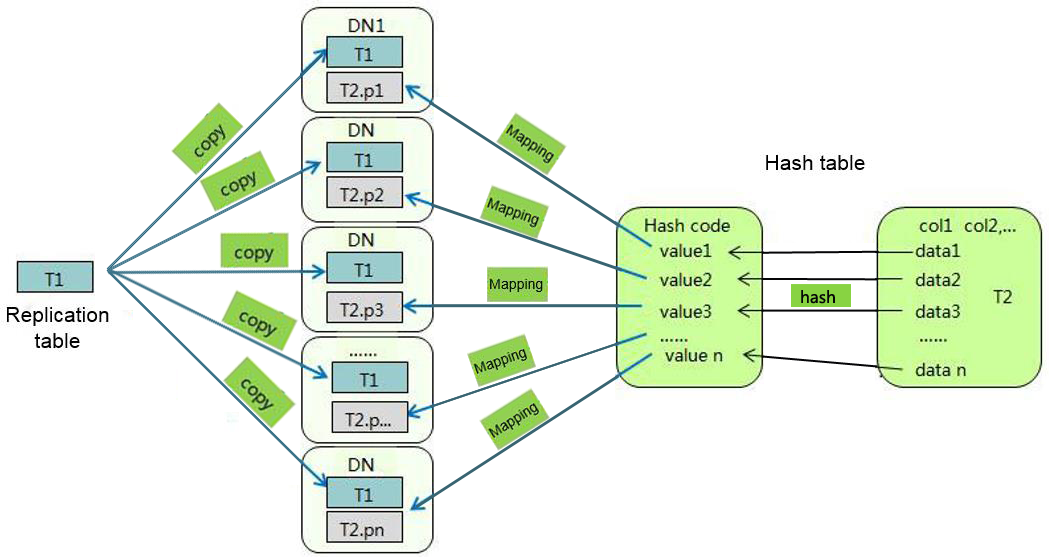 T1
Replication
table
copy
copy
copy
copy
copy
DN1
T1
T2.p1
DN
T1
T2.p2
DN
T1
T2.p3
......
T1
T2.p...
DN
T1
T2.pn
Mapping
Mapping
Mapping
Mapping
Mapping
Hash table
Hash code
value1
value2
value3
......
value n
hash
col1 col2,...
data1
data2
T2
data3
......
data n